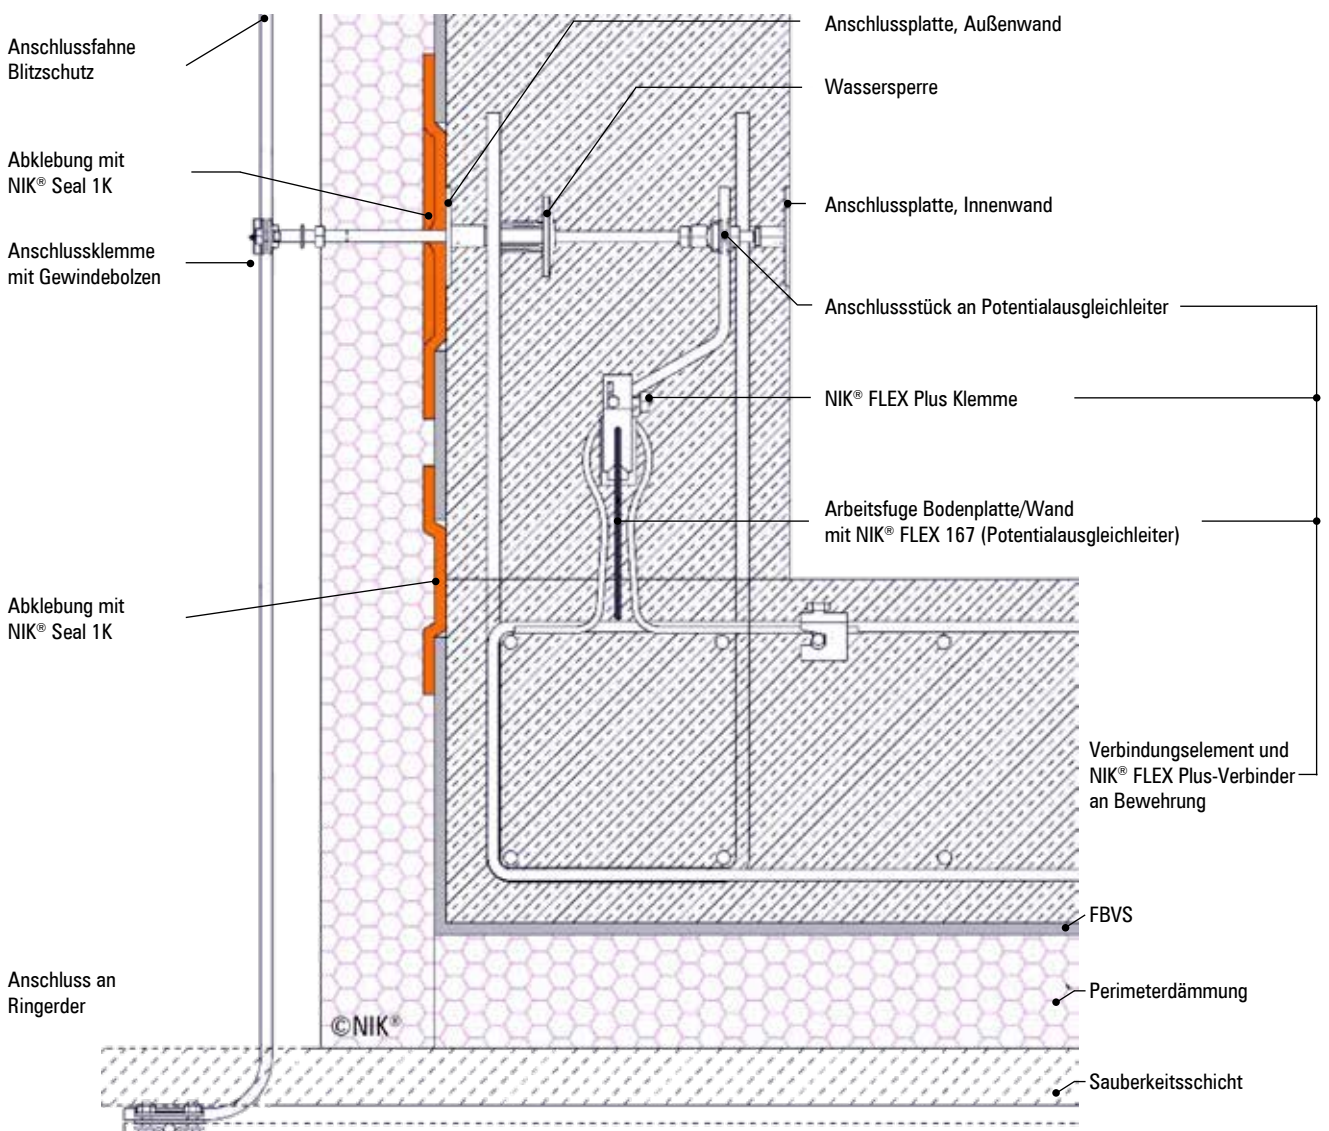 Anschlussfahne
Blitzschutz
Abklebung mit
NIK® Seal 1K
Anschlussklemme
mit Gewindebolzen
Abklebung mit
NIK® Seal 1K
Anschluss an
Ringerder
Anschlussplatte, Außenwand
Wassersperre
Anschlussplatte, Innenwand
Anschlussstück an Potentialausgleichleiter
NIK® FLEX Plus Klemme
Arbeitsfuge Bodenplatte/Wand
mit NIK® FLEX 167 (Potentialausgleichleiter)
Verbindungselement und
NIK® FLEX Plus-Verbinder
an Bewehrung
FBVS
Perimeterdämmung
Sauberkeitsschicht
©NIK®